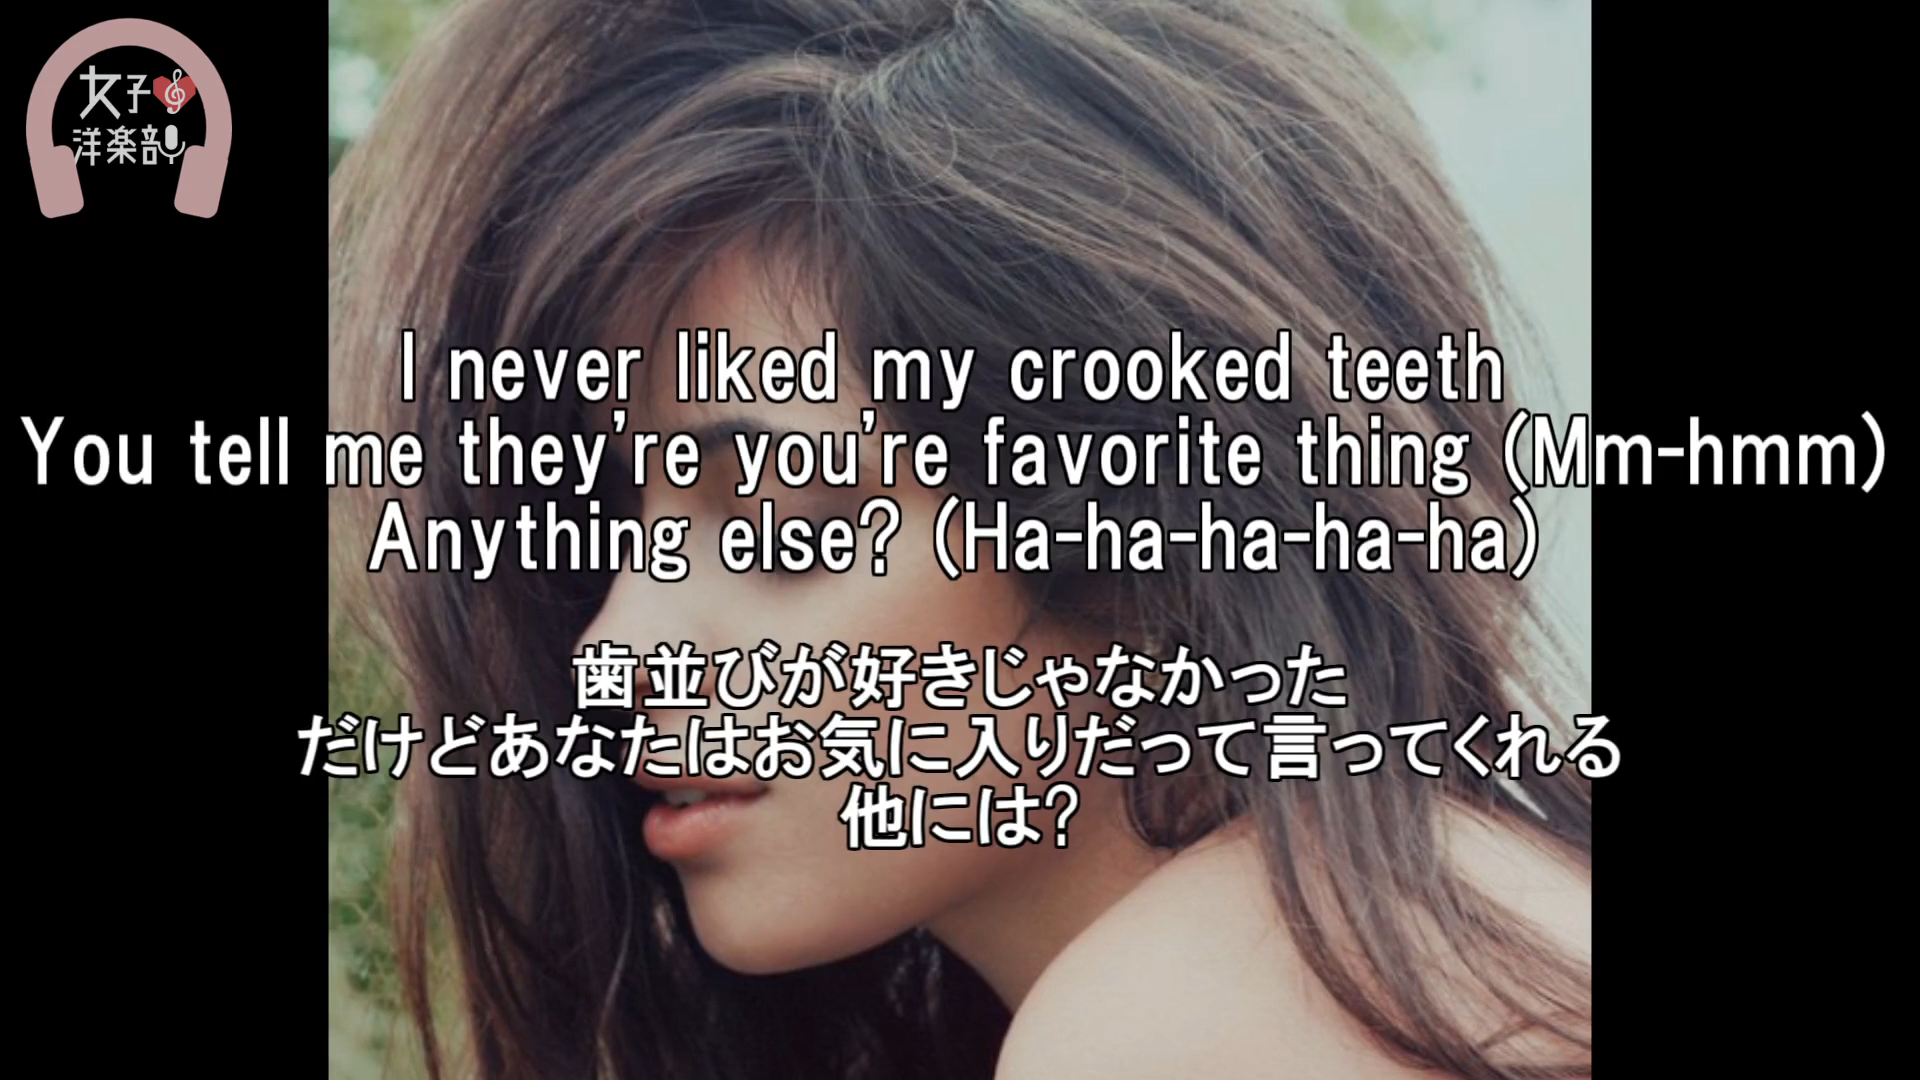 女子
洋楽部
I never liked my crooked teeth
You tell me they're you're favorite thing (Mm-hmm)
Anything else? (Ha-ha-ha-ha-ha)
歯並びが好きじゃなかった
だけどあなたはお気に入りだって言ってくれる
他には?